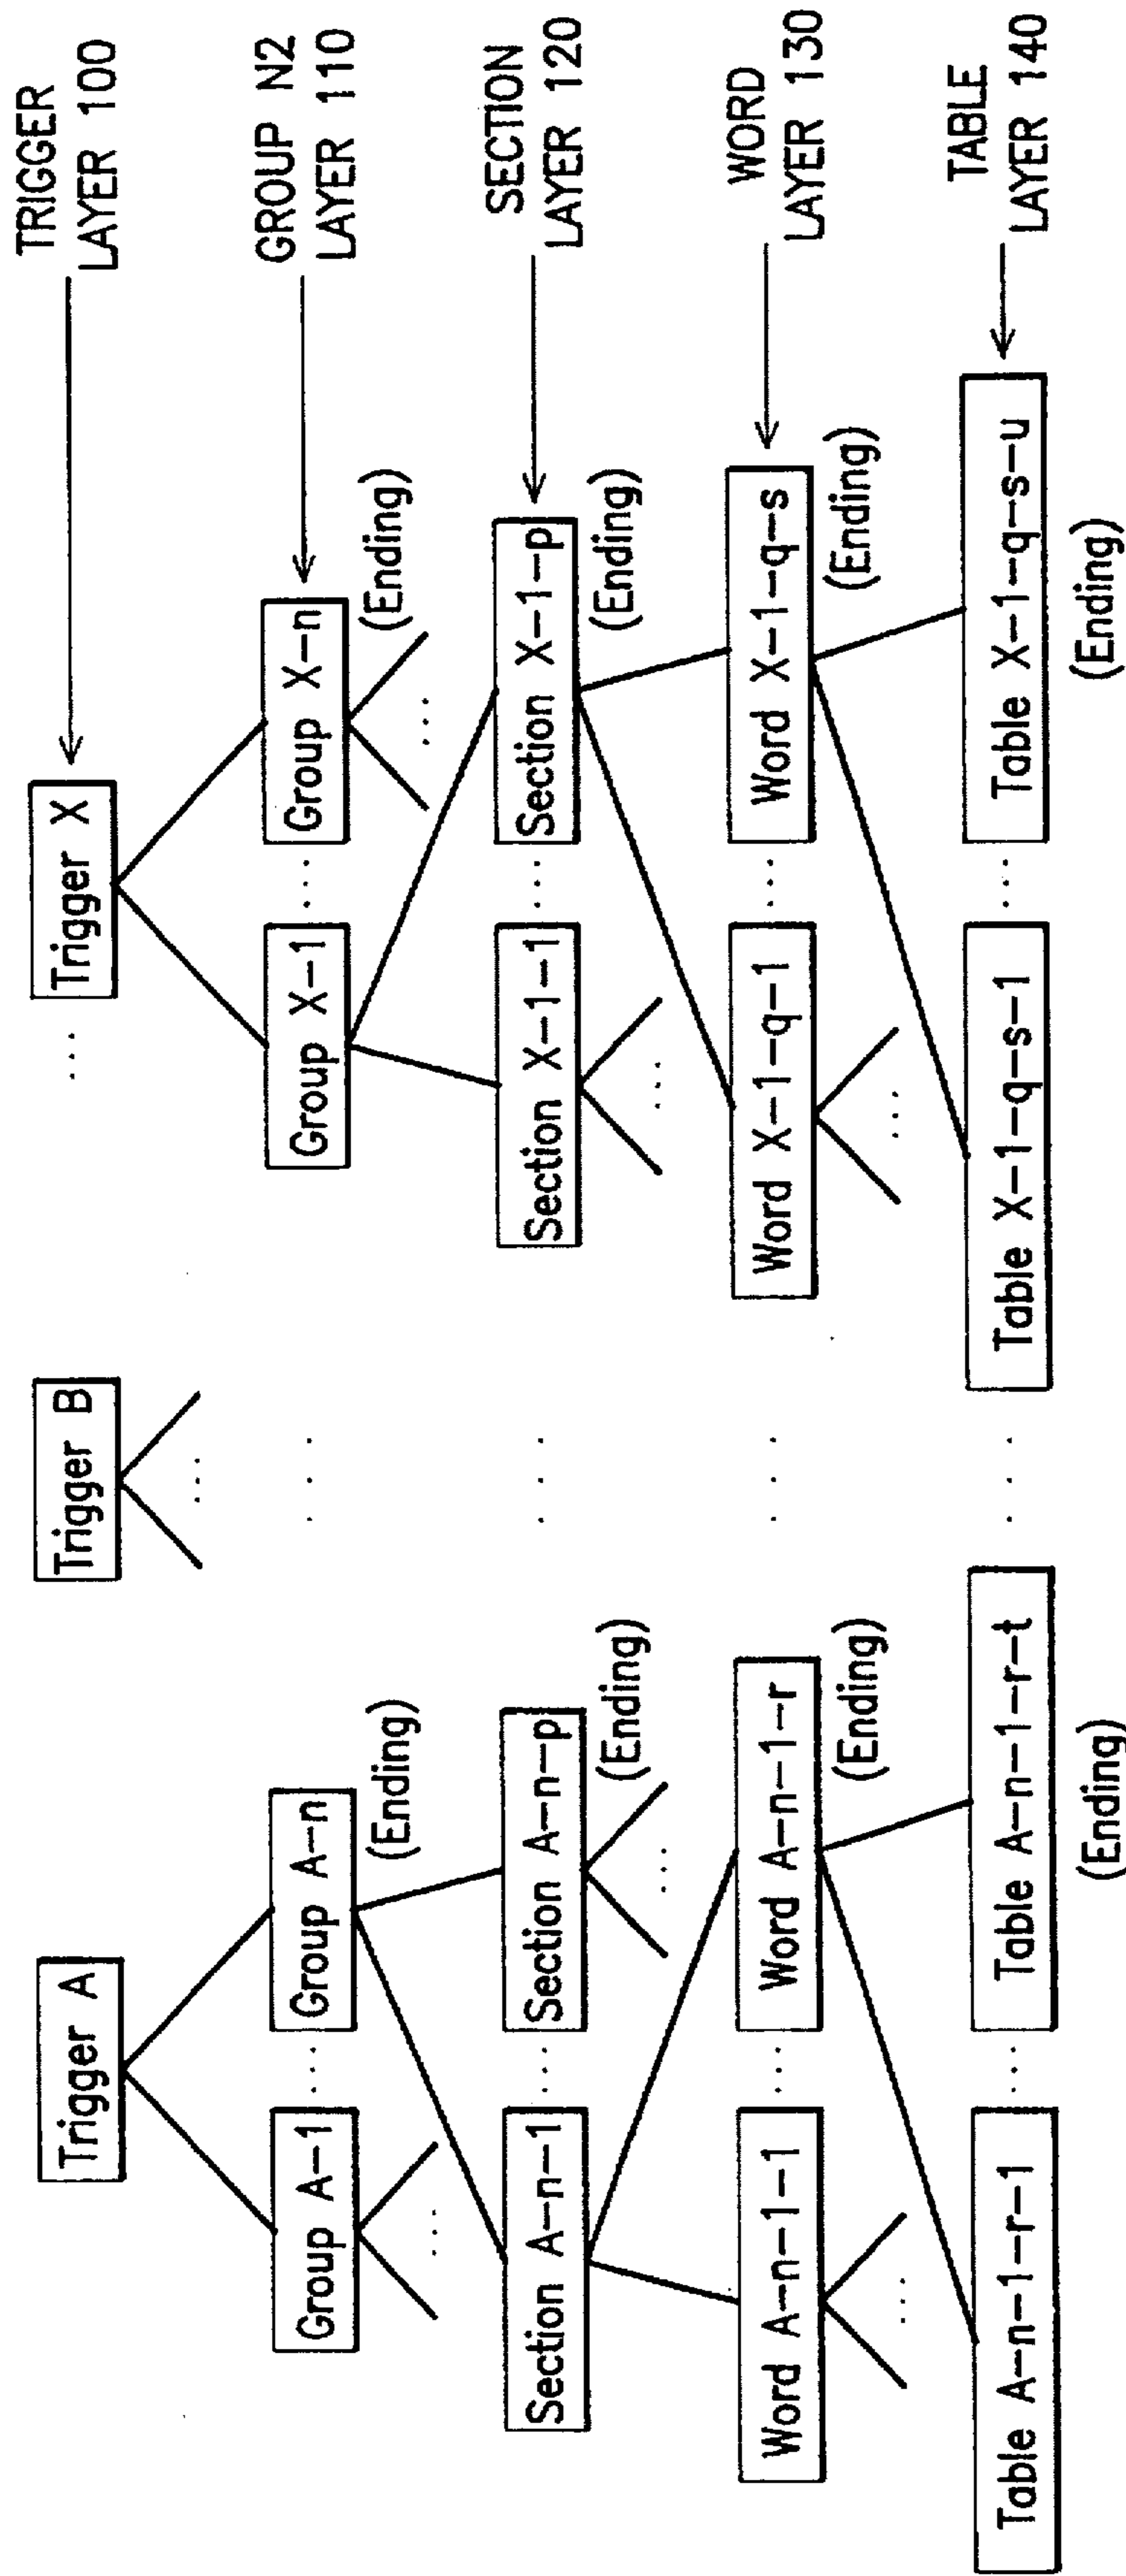 Trigger A
Trigger B
...
Trigger X
TRIGGER
LAYER 100
...
Group A-1
...
Group A-n
...
Group X-1
...
Group X-n
GROUP N2
LAYER 110
...
(Ending)
...
(Ending)
Section A-n-1
...
Section A-n-p
...
Section X-1-1
...
Section X-1-p
SECTION
LAYER 120
...
(Ending)
...
(Ending)
Word A-n-1-1
...
Word A-n-1-r
...
Word X-1-q-1
...
Word X-1-q-s
WORD
LAYER 130
...
(Ending)
...
(Ending)
Table A-n-1-r-1
...
Table A-n-1-r-t
...
Table X-1-q-s-1
...
Table X-1-q-s-u
TABLE
LAYER 140
(Ending)
(Ending)